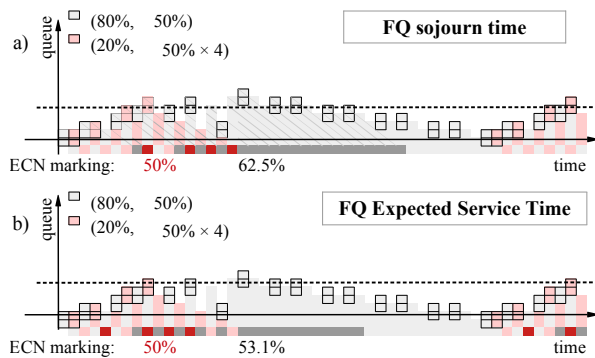 queue
(80%, 50%)
(20%, 50% × 4)
FQ sojourn time
a)
ECN marking: 50% 62.5% time
queue
(80%, 50%)
(20%, 50% × 4)
FQ Expected Service Time
b)
ECN marking: 50% 53.1% time